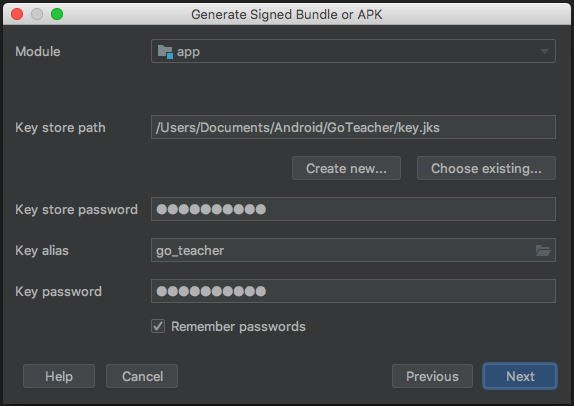 Generate Signed Bundle or APK
Module app
Key store path /Users/Documents/Android/GoTeacher/key.jks
Create new... Choose existing...
Key store password ●●●●●●●●●●
Key alias go_teacher
Key password ●●●●●●●●●●
Remember passwords
Help Cancel Previous Next